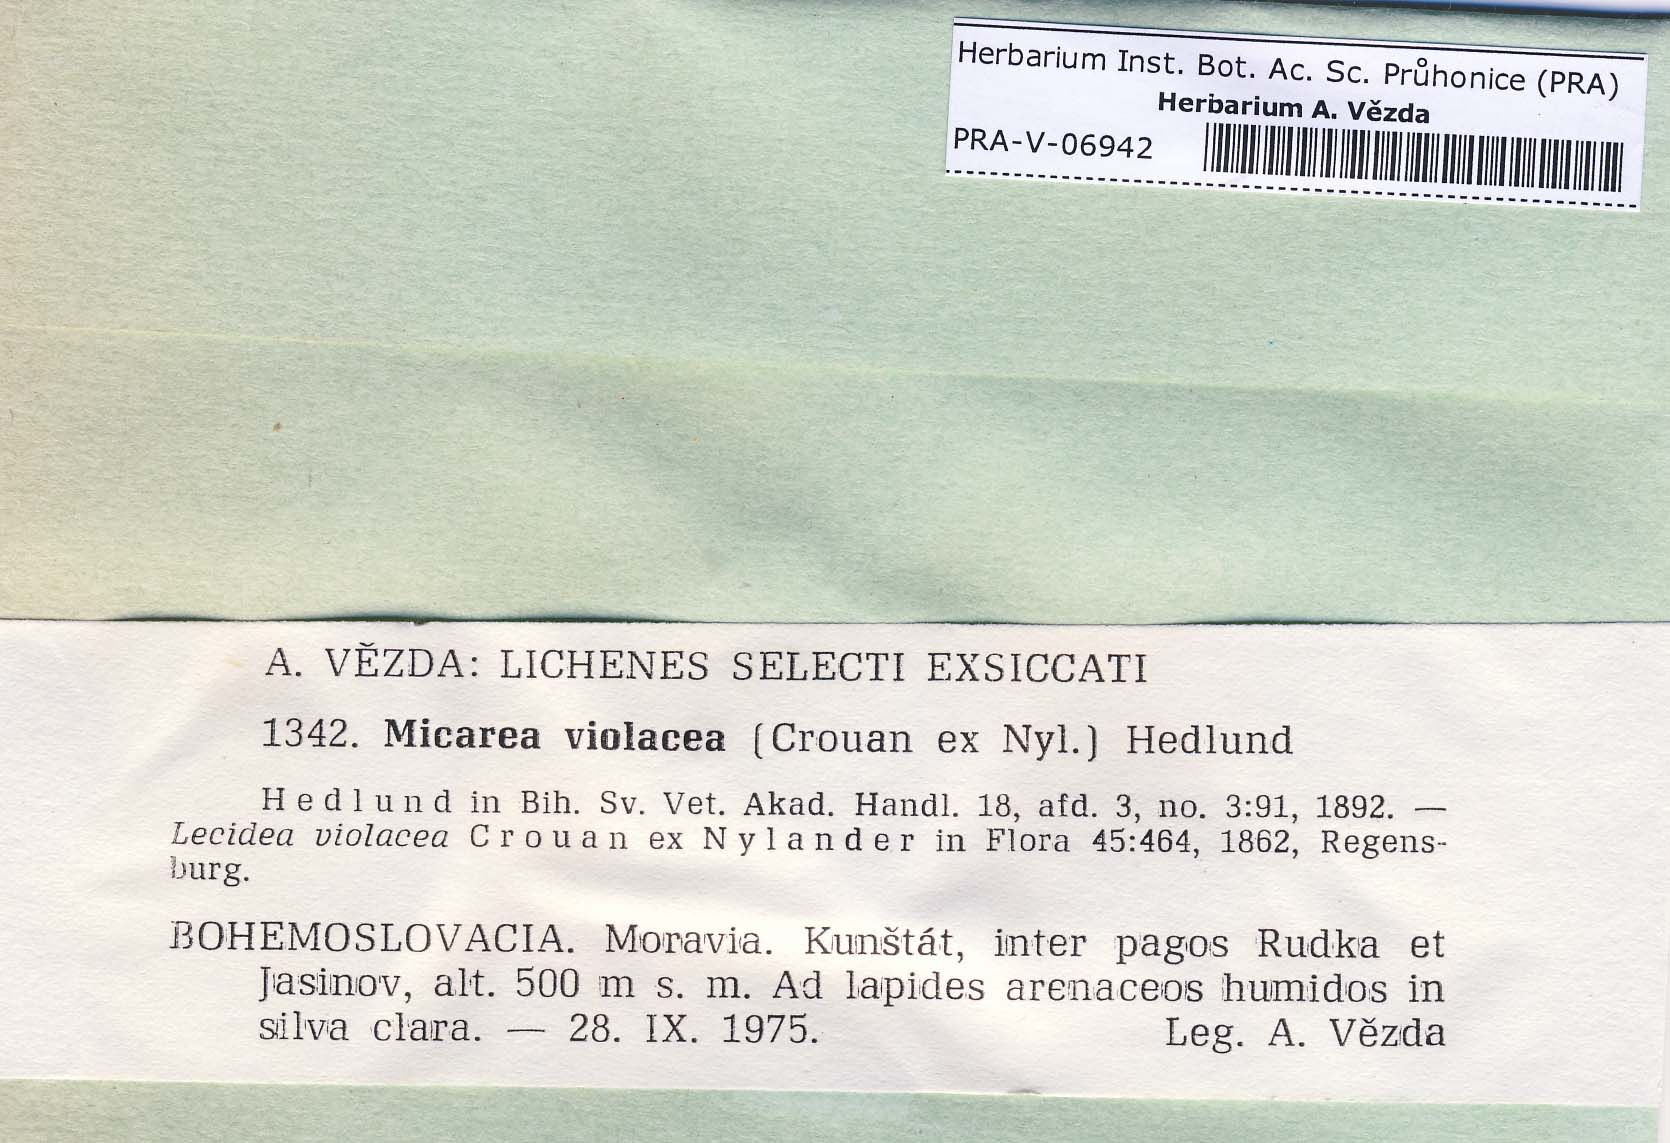 Herbarium Inst. Bot. Ac. Sc. Průhonice (PRA)
Herbarium A. Vězda
PRA-V-06942
A. VĚZDA: LICHENES SELECTI EXSICCATI
1342. Micarea violacea (Crouan ex Nyl.) Hedlund
Hedlund in Bih. Sv. Vet. Akad. Handl. 18, afd. 3, no. 3:91, 1892. —
Lecidea violacea Crouan ex Nylander in Flora 45:464, 1862, Regens-
burg.
BOHEMOSLOVACIA. Moravia. Kunštát, inter pagos Rudka et
Jasinov, alt. 500 m s. m. Ad lapides arenaceos humidos in
silva clara. — 28. IX. 1975. Leg. A. Vězda